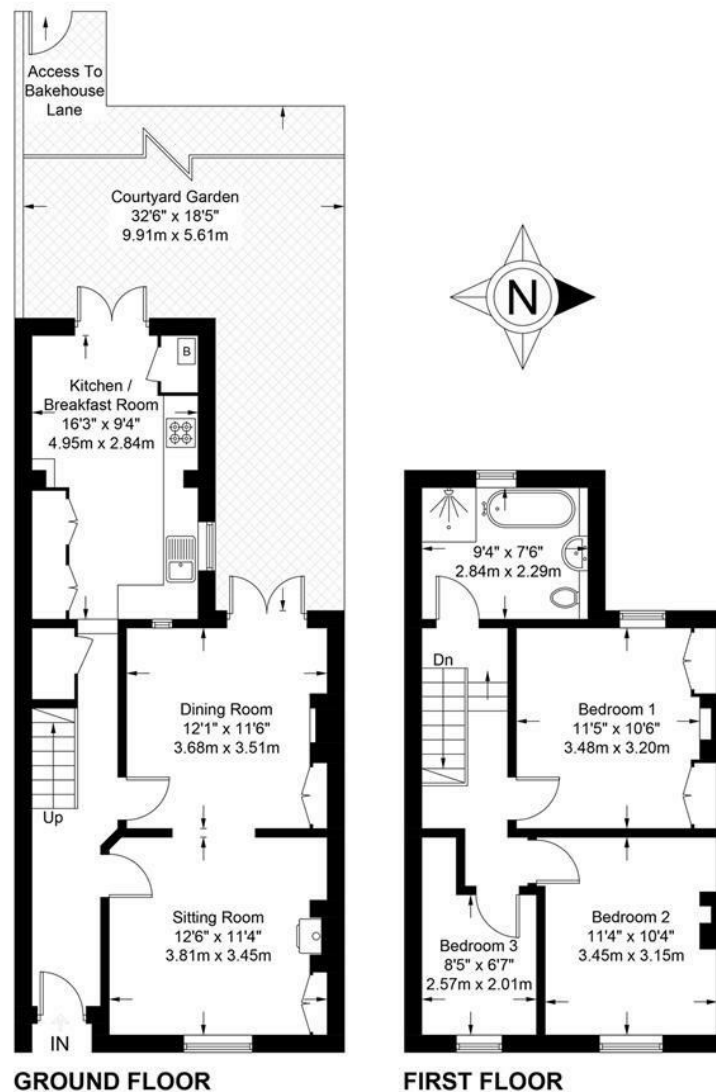 Access To
Bakehouse
Lane
Courtyard Garden
32'6" x 18'5"
9.91m x 5.61m
N
B
Kitchen /
Breakfast Room
16'3" x 9'4"
4.95m x 2.84m
9'4" x 7'6"
2.84m x 2.29m
Dn
Dining Room
12'1" x 11'6"
3.68m x 3.51m
Bedroom 1
11'5" x 10'6"
3.48m x 3.20m
Up
Sitting Room
12'6" x 11'4"
3.81m x 3.45m
Bedroom 2
11'4" x 10'4"
3.45m x 3.15m
Bedroom 3
8'5" x 6'7"
2.57m x 2.01m
IN
GROUND FLOOR
FIRST FLOOR